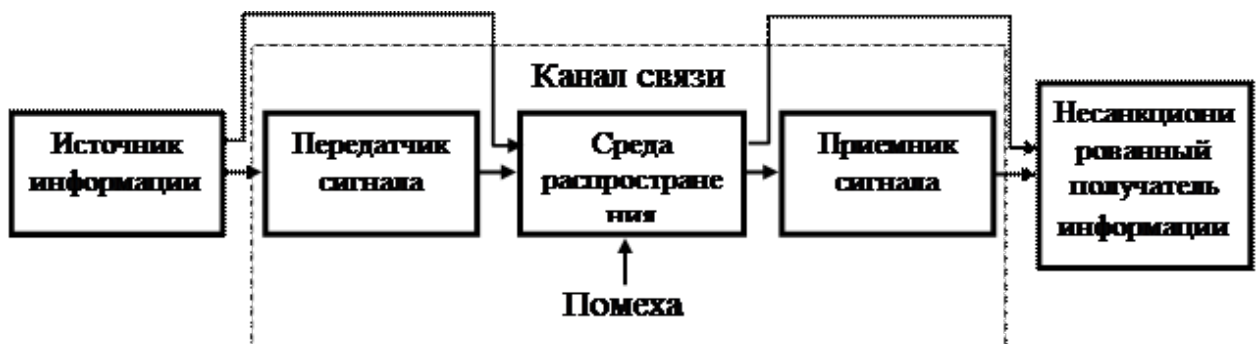 Канал связи
Источник
информации
Передатчик
сигнала
Среда
распростране
ния
Приемник
сигнала
Несанкциони
рованный
получатель
информации
Помеха